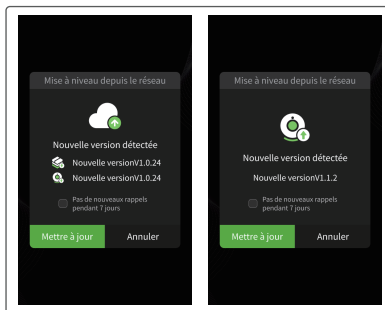 Mise à niveau depuis le réseau
Nouvelle version détectée
Nouvelle versionV1.0.24
Nouvelle versionV1.0.24
Pas de nouveaux rappels
pendant 7 jours
Mettre à jour Annuler
Mise à niveau depuis le réseau
Nouvelle version détectée
Nouvelle versionV1.1.2
Pas de nouveaux rappels
pendant 7 jours
Mettre à jour Annuler